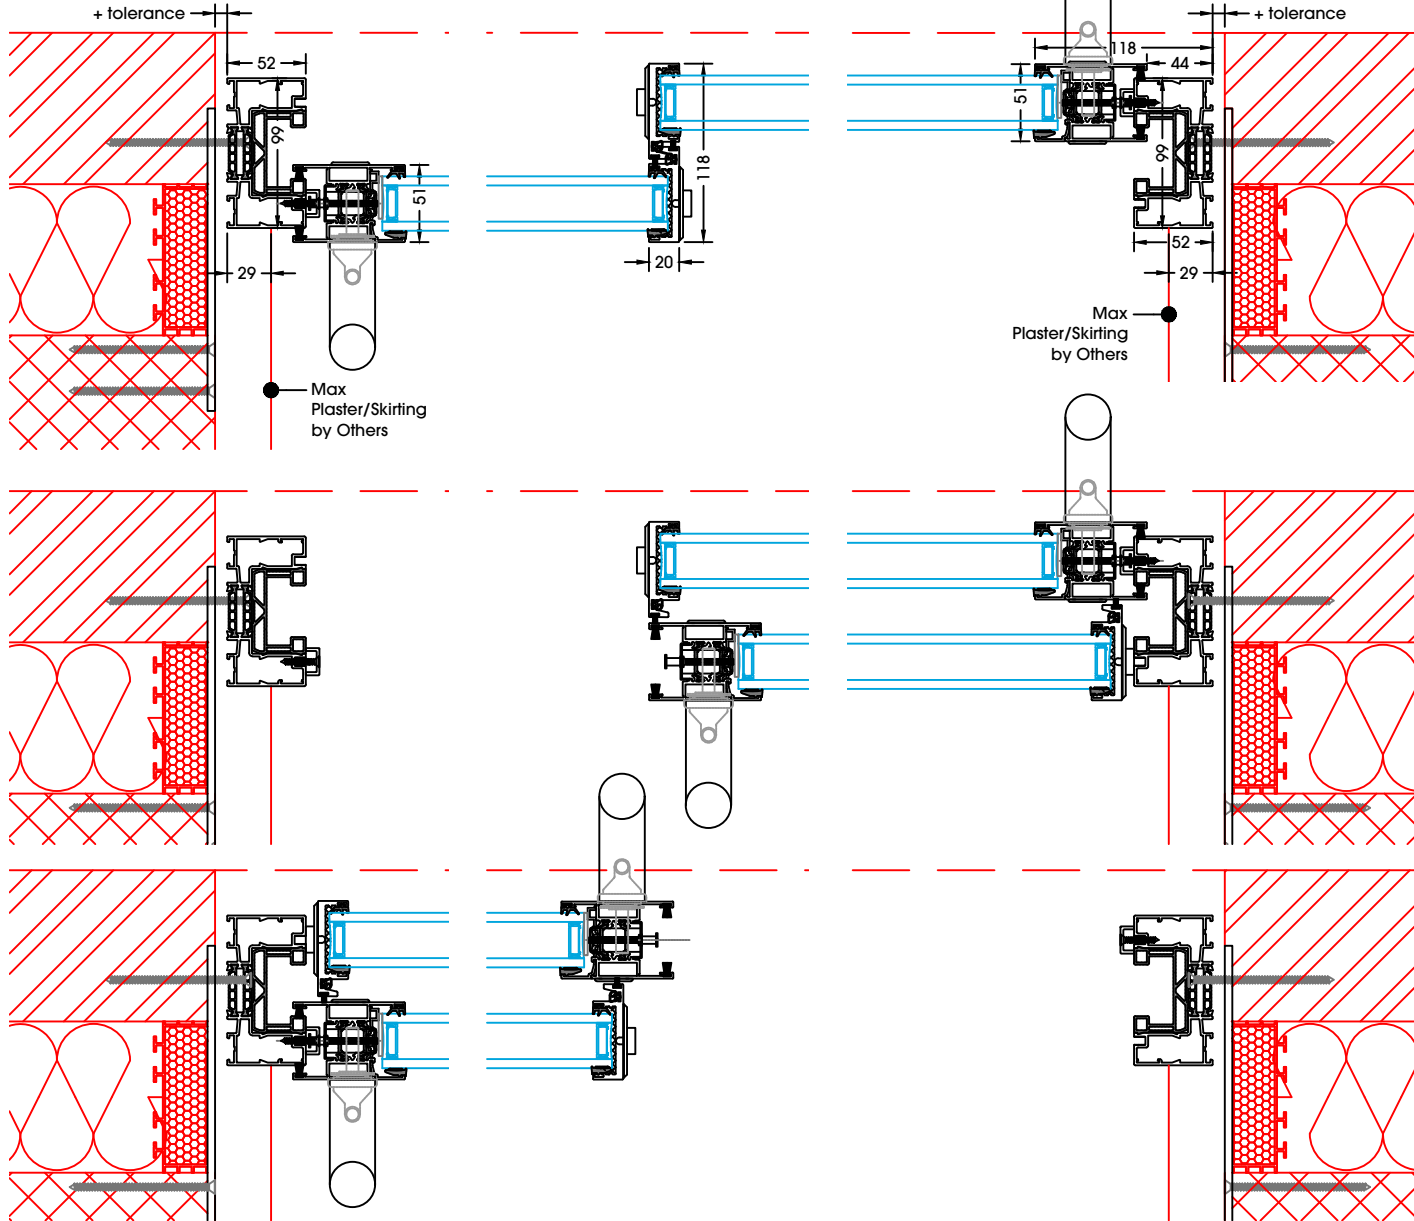 + tolerance
+ tolerance
52
118
44
99
51
118
51
99
52
29
20
29
Max
Plaster/Skirting
by Others
Max
Plaster/Skirting
by Others